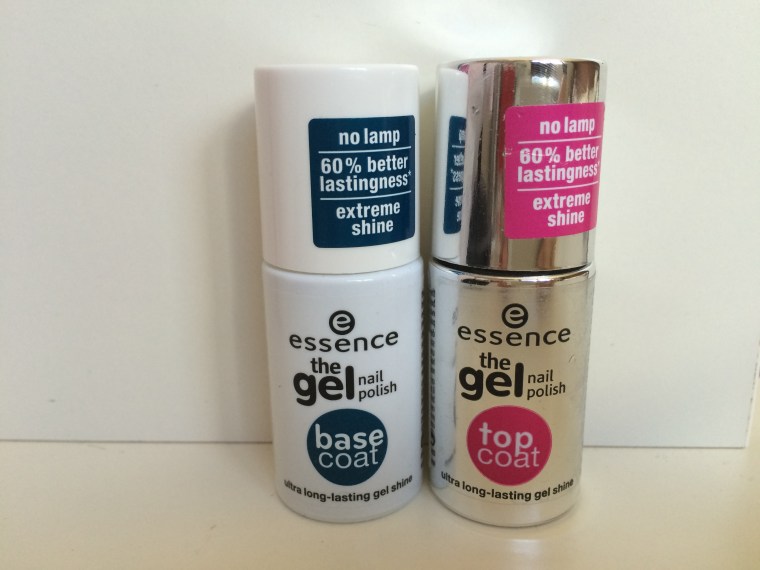 no lamp
60% better
lastingness*
extreme
shine
essence
the
gel nail
polish
base
coat
ultra long-lasting gel shine
no lamp
60% better
lastingness*
extreme
shine
essence
the
gel nail
polish
top
coat
ultra long-lasting gel shine